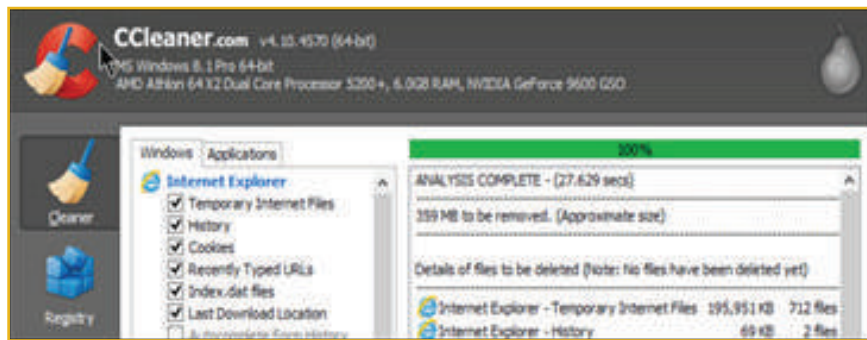 CCleaner.com v4.10.4570 (64-bit)
MS Windows 8.1 Pro 64-bit
AMD Athlon 64 X2 Dual Core Processor 5200+, 6.0GB RAM, NVIDIA GeForce 9600 GSO
Cleaner
Registry
Windows Applications
Internet Explorer
Temporary Internet Files
History
Cookies
Recently Typed URLs
Index.dat files
Last Download Location
Autocomplete Form History
100%
ANALYSIS COMPLETE - (27.629 secs)
359 MB to be removed. (Approximate size)
Details of files to be deleted (Note: No files have been deleted yet)
Internet Explorer - Temporary Internet Files 195,951 KB 712 files
Internet Explorer - History 69 KB 2 files